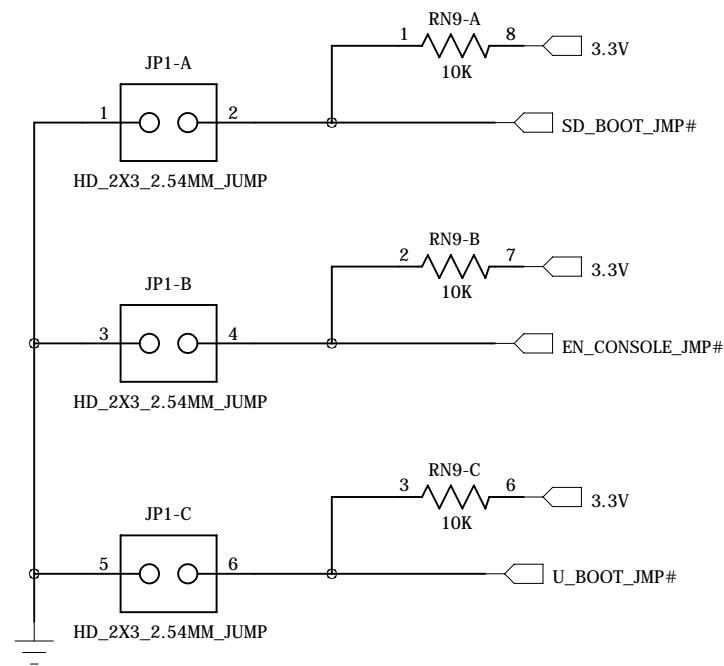 RN9-A
1 8
3.3V
10K
JP1-A
1 2
SD_BOOT_JMP#
HD_2X3_2.54MM_JUMP
RN9-B
2 7
3.3V
10K
JP1-B
3 4
EN_CONSOLE_JMP#
HD_2X3_2.54MM_JUMP
RN9-C
3 6
3.3V
10K
JP1-C
5 6
U_BOOT_JMP#
HD_2X3_2.54MM_JUMP